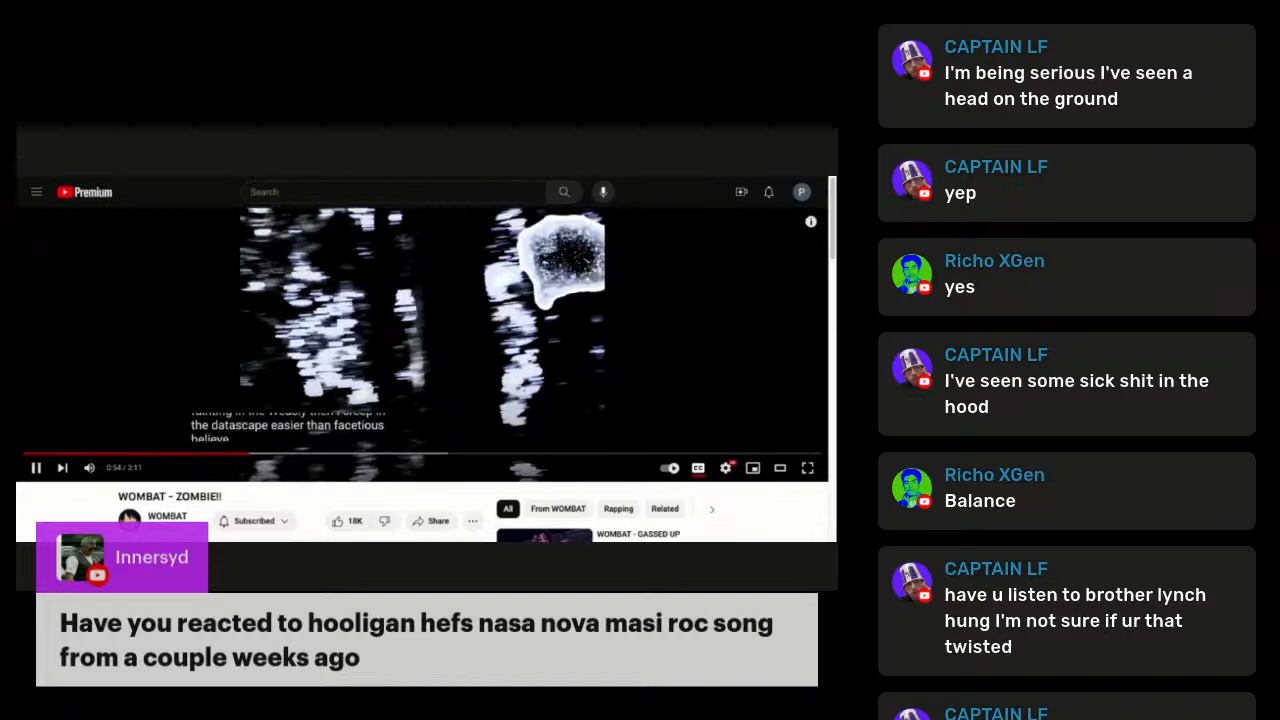 Premium
Search
P
the datascape easier than facetious
believe
0:54 / 3:11
CC
WOMBAT - ZOMBIE!!
WOMBAT
Subscribed
18K
Share
All
From WOMBAT
Rapping
Related
WOMBAT - GASSED UP
Innersyd
Have you reacted to hooligan hefs nasa nova masi roc song
from a couple weeks ago
CAPTAIN LF
I'm being serious I've seen a
head on the ground
CAPTAIN LF
yep
Richo XGen
yes
CAPTAIN LF
I've seen some sick shit in the
hood
Richo XGen
Balance
CAPTAIN LF
have u listen to brother lynch
hung I'm not sure if ur that
twisted
CAPTAIN LF